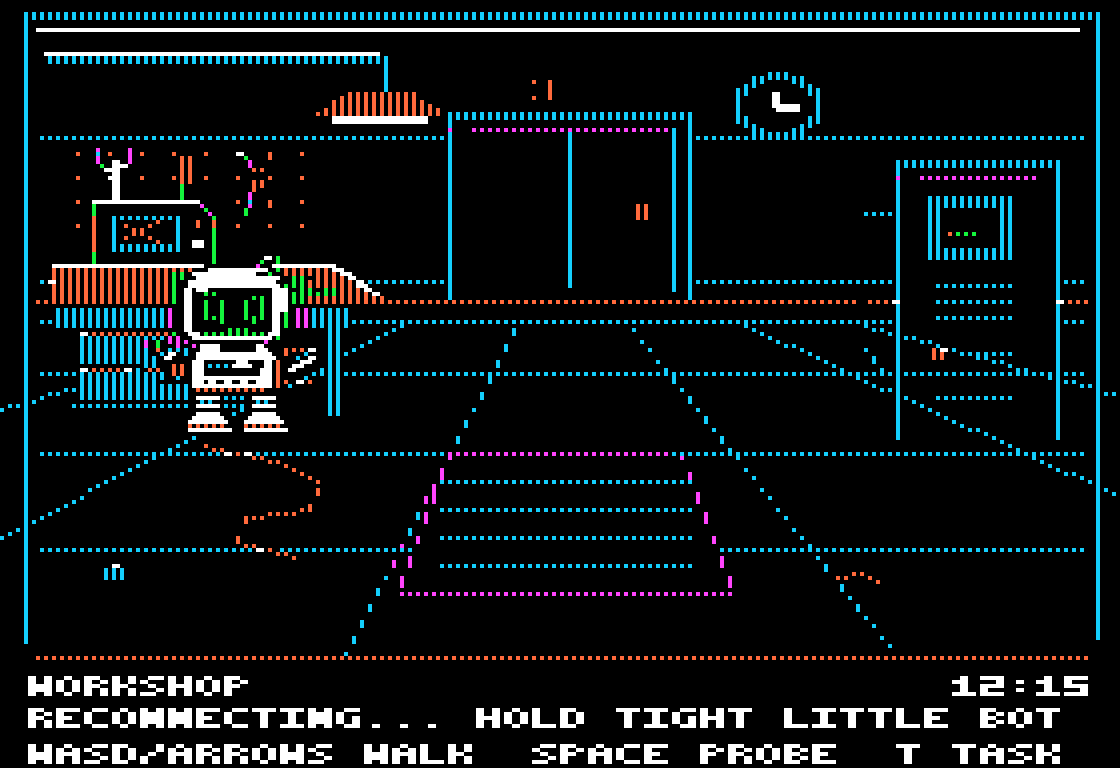 WORKSHOP 12:15
RECONNECTING... HOLD TIGHT LITTLE BOT
WASD/ARROWS WALK SPACE PROBE T TASK